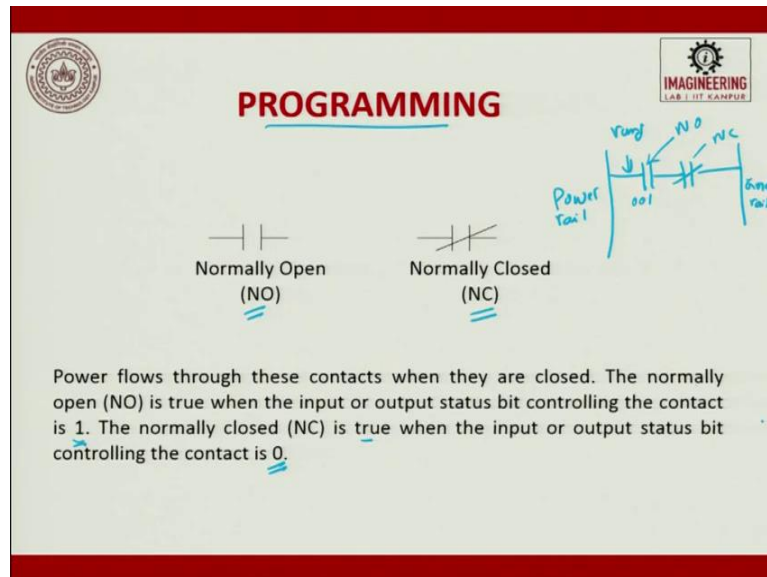 IMAGINEERING
LAB | IIT KANPUR
PROGRAMMING
rung
NO
NC
Power
rail
001
Normally Open
(NO)
Normally Closed
(NC)
Power flows through these contacts when they are closed. The normally
open (NO) is true when the input or output status bit controlling the contact
is 1. The normally closed (NC) is true when the input or output status bit
controlling the contact is 0.